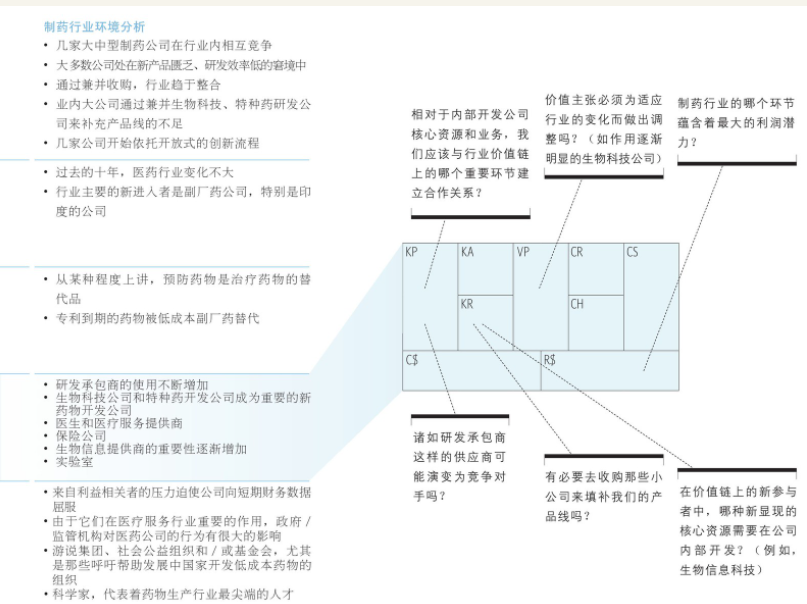 制药行业环境分析
• 几家大中型制药公司在行业内相互竞争
• 大多数公司处在新产品匮乏、研发效率低的窘境中
• 通过兼并收购，行业趋于整合
• 业内大公司通过兼并生物科技、特种药研发公
司来补充产品线的不足
• 几家公司开始依托开放式的创新流程
• 过去的十年，医药行业变化不大
• 行业主要的新进入者是副厂药公司，特别是印
度的公司
• 从某种程度上讲，预防药物是治疗药物的替
代品
• 专利到期的药物被低成本副厂药替代
• 研发承包商的使用不断增加
• 生物科技公司和特种药开发公司成为重要的新
药物开发公司
• 医生和医疗服务提供商
• 保险公司
• 生物信息提供商的重要性逐渐增加
• 实验室
• 来自利益相关者的压力迫使公司向短期财务数据
屈服
• 由于它们在医疗服务行业重要的作用，政府/
监管机构对医药公司的行为有很大的影响
• 游说集团、社会公益组织和/或基金会，尤其
是那些呼吁帮助发展中国家开发低成本药物的
组织
• 科学家，代表着药物生产行业最尖端的人才
相对于内部开发公司
核心资源和业务，我
们应该与行业价值链
上的哪个重要环节建
立合作关系？
价值主张必须为适应
行业的变化而做出调
整吗？（如作用逐渐
明显的生物科技公司）
制药行业的哪个环节
蕴含着最大的利润潜
力？
KP
KA
VP
CR
CS
KR
CH
C$
R$
诸如研发承包商
这样的供应商可
能演变为竞争对
手吗？
有必要去收购那些小
公司来填补我们的产
品线吗？
在价值链上的新参与
者中，哪种新显现的
核心资源需要在公司
内部开发？（例如，
生物信息科技）